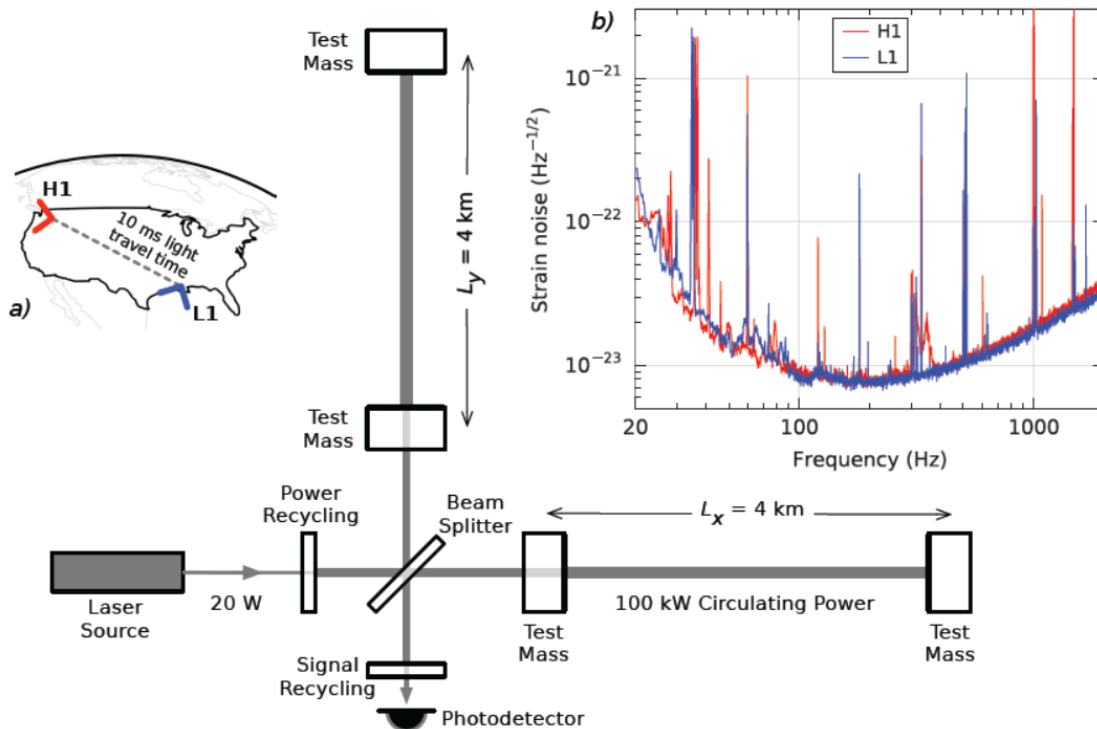 Test
Mass
b)
H1
L1
10⁻²¹
10⁻²²
10⁻²³
Strain noise (Hz⁻¹/²)
20
100
1000
Frequency (Hz)
H1
10 ms light
travel time
L1
a)
L_y = 4 km
Test
Mass
Power
Recycling
Beam
Splitter
L_x = 4 km
Laser
Source
20 W
100 kW Circulating Power
Test
Mass
Test
Mass
Signal
Recycling
Photodetector